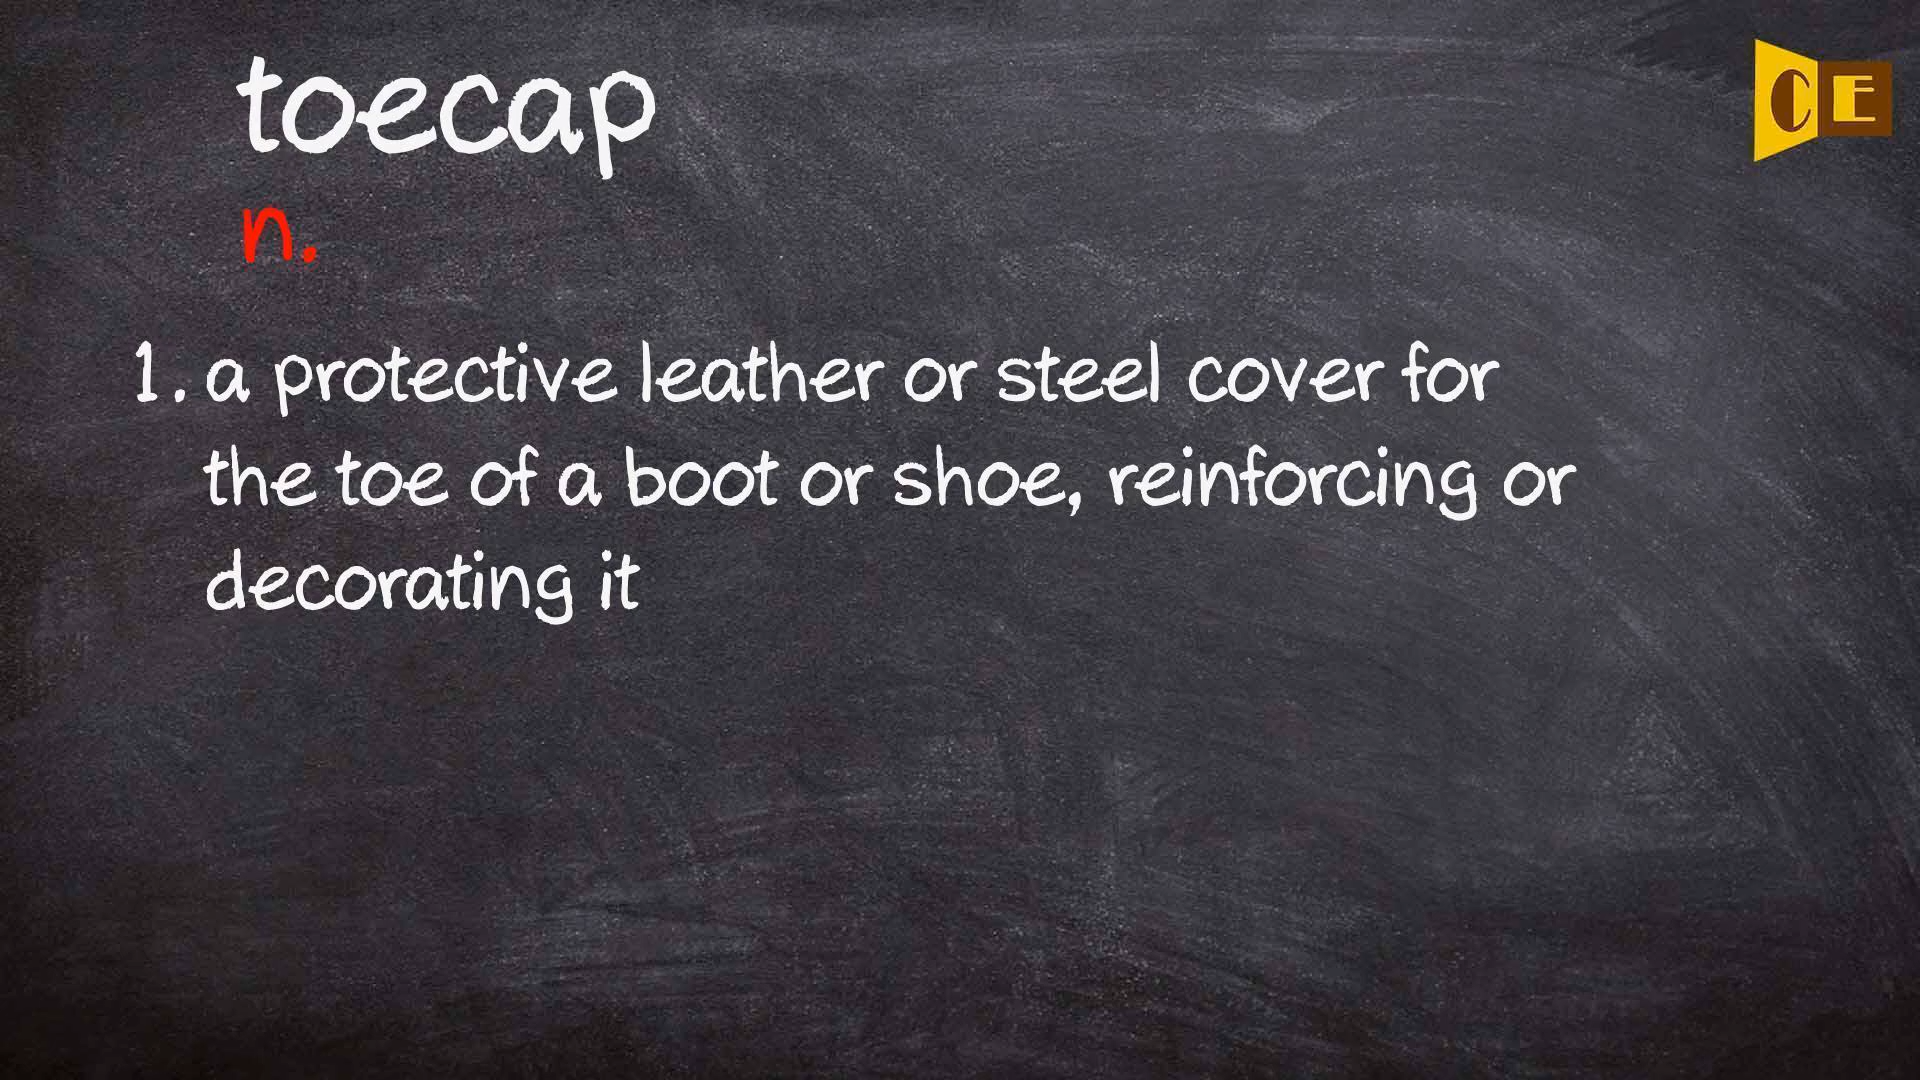 toecap
CE
n.
1. a protective leather or steel cover for
the toe of a boot or shoe, reinforcing or
decorating it